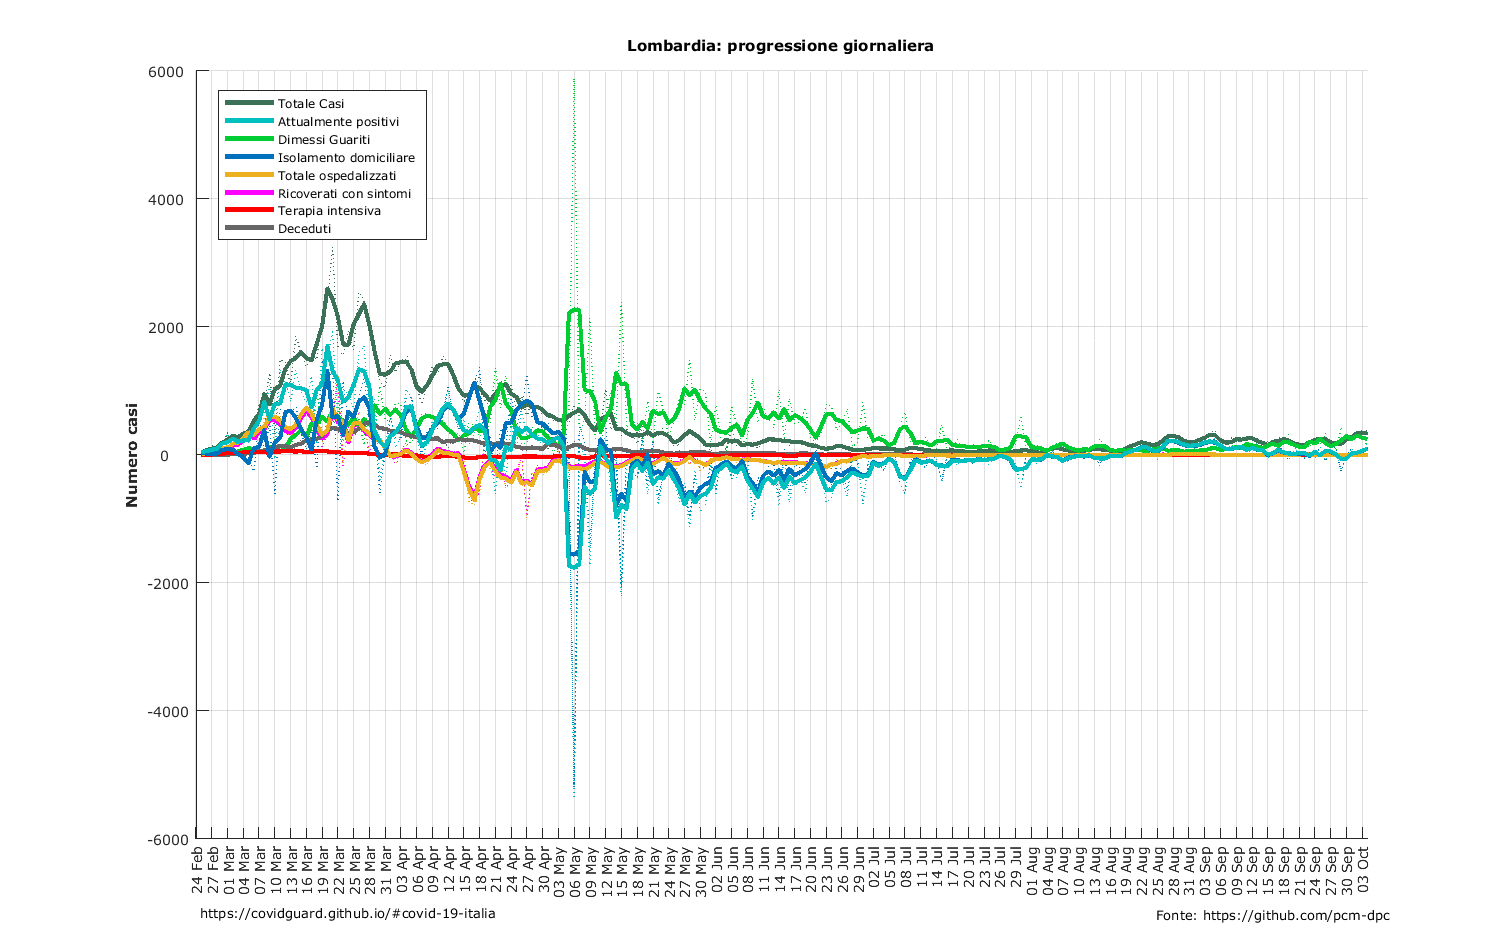 Lombardia: progressione giornaliera
6000
4000
2000
0
-2000
-4000
-6000
Numero casi
Totale Casi
Attualmente positivi
Dimessi Guariti
Isolamento domiciliare
Totale ospedalizzati
Ricoverati con sintomi
Terapia intensiva
Deceduti
24 Feb
27 Feb
01 Mar
04 Mar
07 Mar
10 Mar
13 Mar
16 Mar
19 Mar
22 Mar
25 Mar
28 Mar
31 Mar
03 Apr
06 Apr
09 Apr
12 Apr
15 Apr
18 Apr
21 Apr
24 Apr
27 Apr
30 Apr
03 May
06 May
09 May
12 May
15 May
18 May
21 May
24 May
27 May
30 May
02 Jun
05 Jun
08 Jun
11 Jun
14 Jun
17 Jun
20 Jun
23 Jun
26 Jun
29 Jun
02 Jul
05 Jul
08 Jul
11 Jul
14 Jul
17 Jul
20 Jul
23 Jul
26 Jul
29 Jul
01 Aug
04 Aug
07 Aug
10 Aug
13 Aug
16 Aug
19 Aug
22 Aug
25 Aug
28 Aug
31 Aug
03 Sep
06 Sep
09 Sep
12 Sep
15 Sep
18 Sep
21 Sep
24 Sep
27 Sep
30 Sep
03 Oct
https://covidguard.github.io/#covid-19-italia
Fonte: https://github.com/pcm-dpc